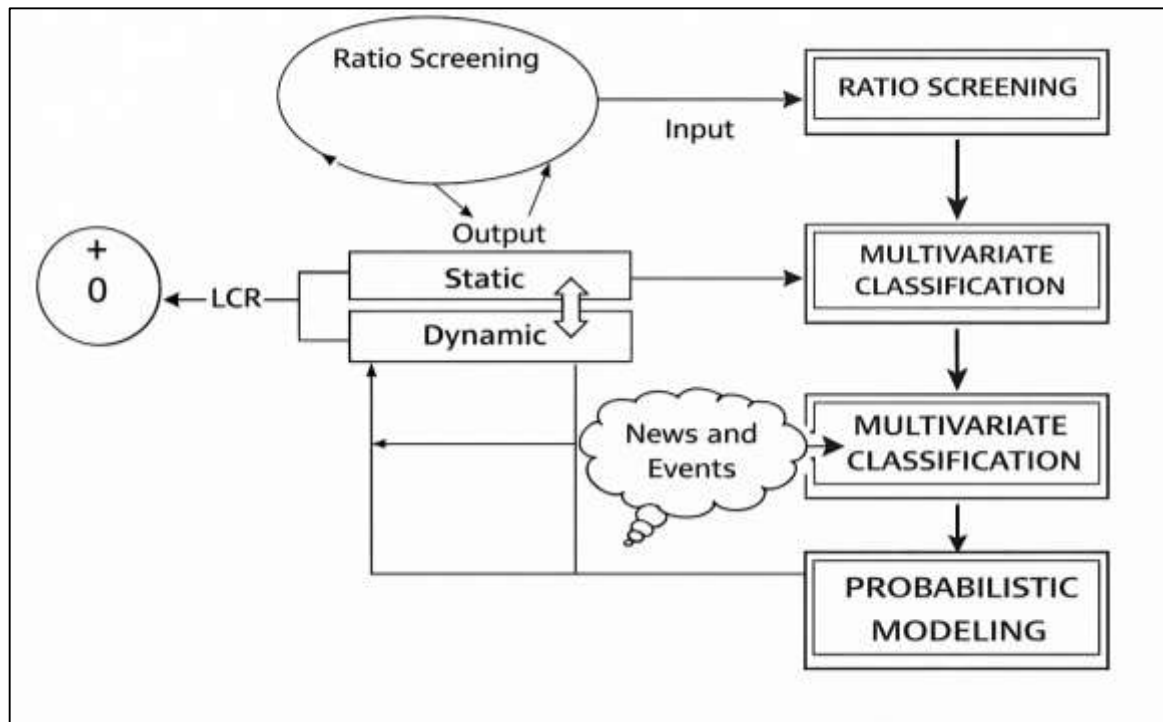 Ratio Screening
RATIO SCREENING
Input
Output
+
0
LCR
Static
Dynamic
MULTIVARIATE
CLASSIFICATION
News and
Events
MULTIVARIATE
CLASSIFICATION
PROBABILISTIC
MODELING